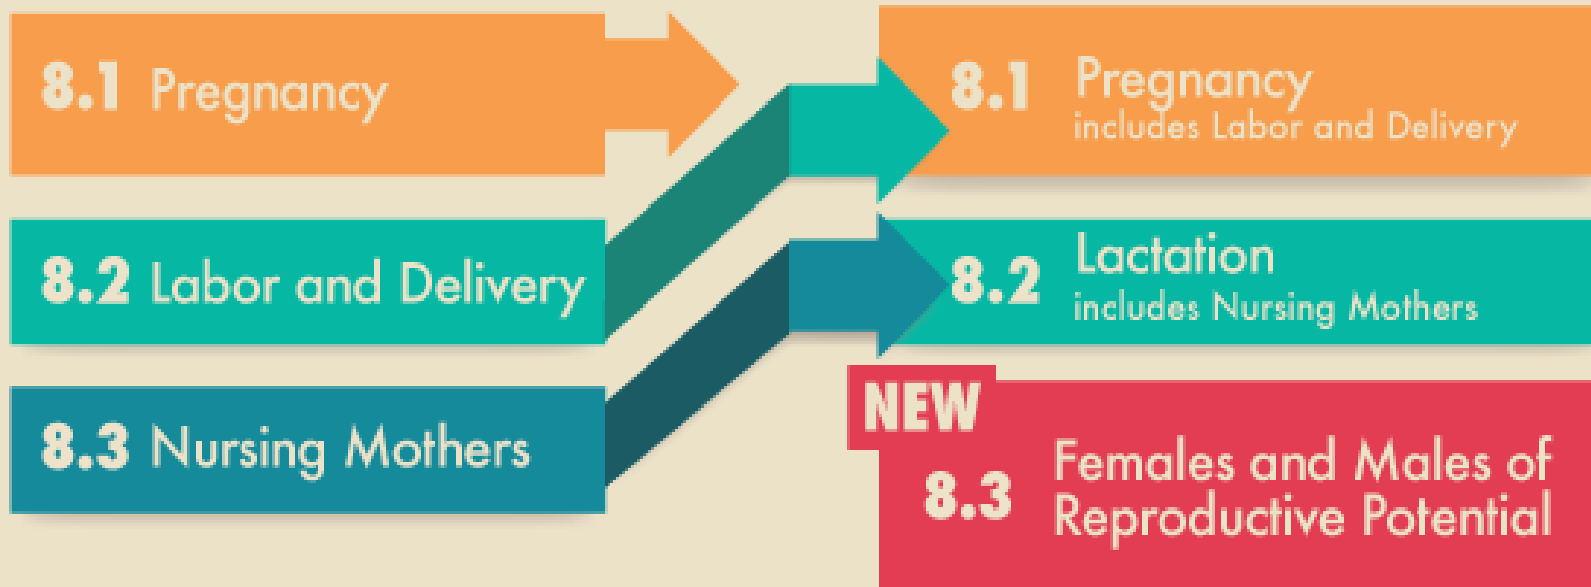 8.1 Pregnancy
8.2 Labor and Delivery
8.3 Nursing Mothers
8.1 Pregnancy
includes Labor and Delivery
8.2 Lactation
includes Nursing Mothers
NEW
8.3 Females and Males of
Reproductive Potential